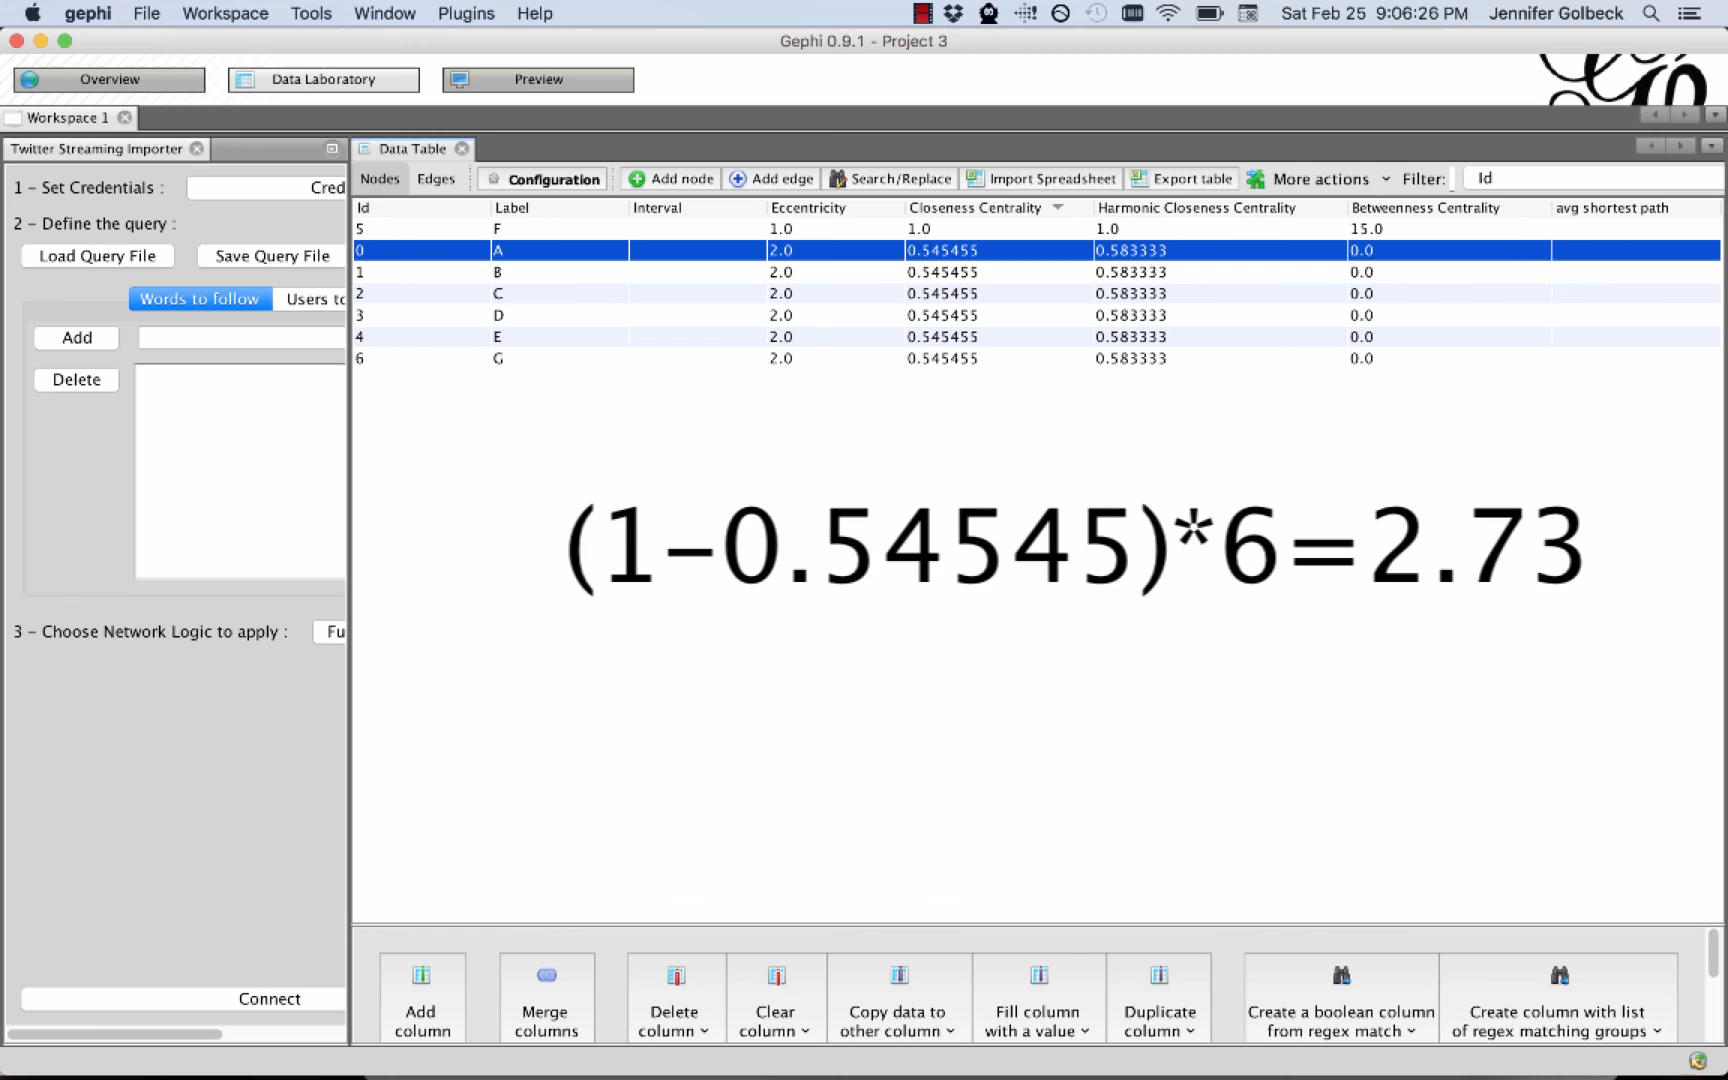 gephi File Workspace Tools Window Plugins Help Sat Feb 25 9:06:26 PM Jennifer Golbeck
Gephi 0.9.1 - Project 3
Overview Data Laboratory Preview
Workspace 1
Twitter Streaming Importer
1 - Set Credentials : Cred
2 - Define the query :
Load Query File Save Query File
Words to follow Users to
Add
Delete
3 - Choose Network Logic to apply : Fu
Connect
Data Table
Nodes Edges Configuration Add node Add edge Search/Replace Import Spreadsheet Export table More actions Filter: Id
Id Label Interval Eccentricity Closeness Centrality Harmonic Closeness Centrality Betweenness Centrality avg shortest path
5 F 1.0 1.0 1.0 15.0
0 A 2.0 0.545455 0.583333 0.0
1 B 2.0 0.545455 0.583333 0.0
2 C 2.0 0.545455 0.583333 0.0
3 D 2.0 0.545455 0.583333 0.0
4 E 2.0 0.545455 0.583333 0.0
6 G 2.0 0.545455 0.583333 0.0
(1-0.54545)*6=2.73
Add column
Merge columns
Delete column
Clear column
Copy data to other column
Fill column with a value
Duplicate column
Create a boolean column from regex match
Create column with list of regex matching groups